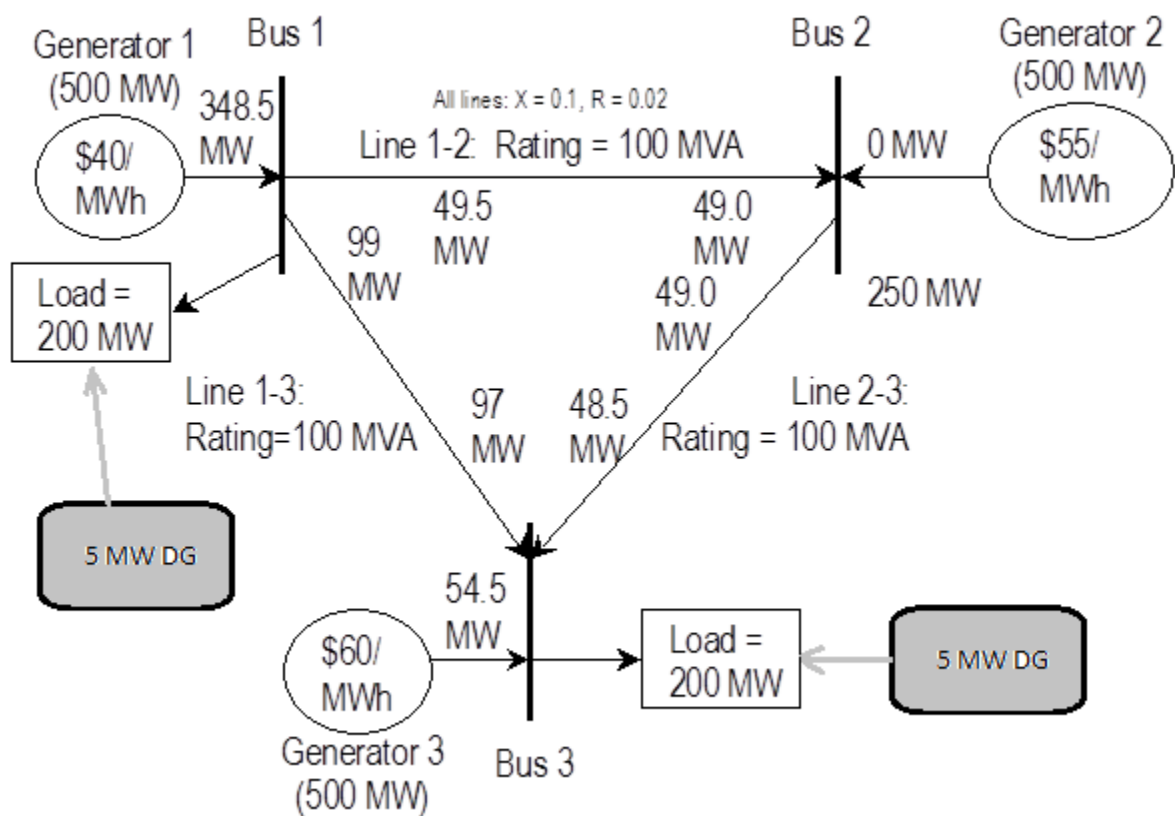 Bus 1
Bus 2
Generator 1
(500 MW)
Generator 2
(500 MW)
348.5
MW
All lines: X = 0.1, R = 0.02
Line 1-2: Rating = 100 MVA
0 MW
$40/
MWh
$55/
MWh
49.5
MW
49.0
MW
99
MW
49.0
MW
250 MW
Load =
200 MW
Line 1-3:
Rating=100 MVA
97
MW
48.5
MW
Line 2-3:
Rating = 100 MVA
5 MW DG
54.5
MW
$60/
MWh
Load =
200 MW
5 MW DG
Generator 3
(500 MW)
Bus 3